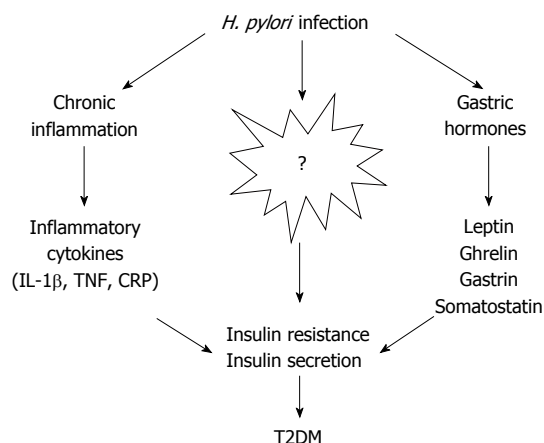 H. pylori infection
Chronic
inflammation
Gastric
hormones
?
Inflammatory
cytokines
(IL-1β, TNF, CRP)
Leptin
Ghrelin
Gastrin
Somatostatin
Insulin resistance
Insulin secretion
T2DM